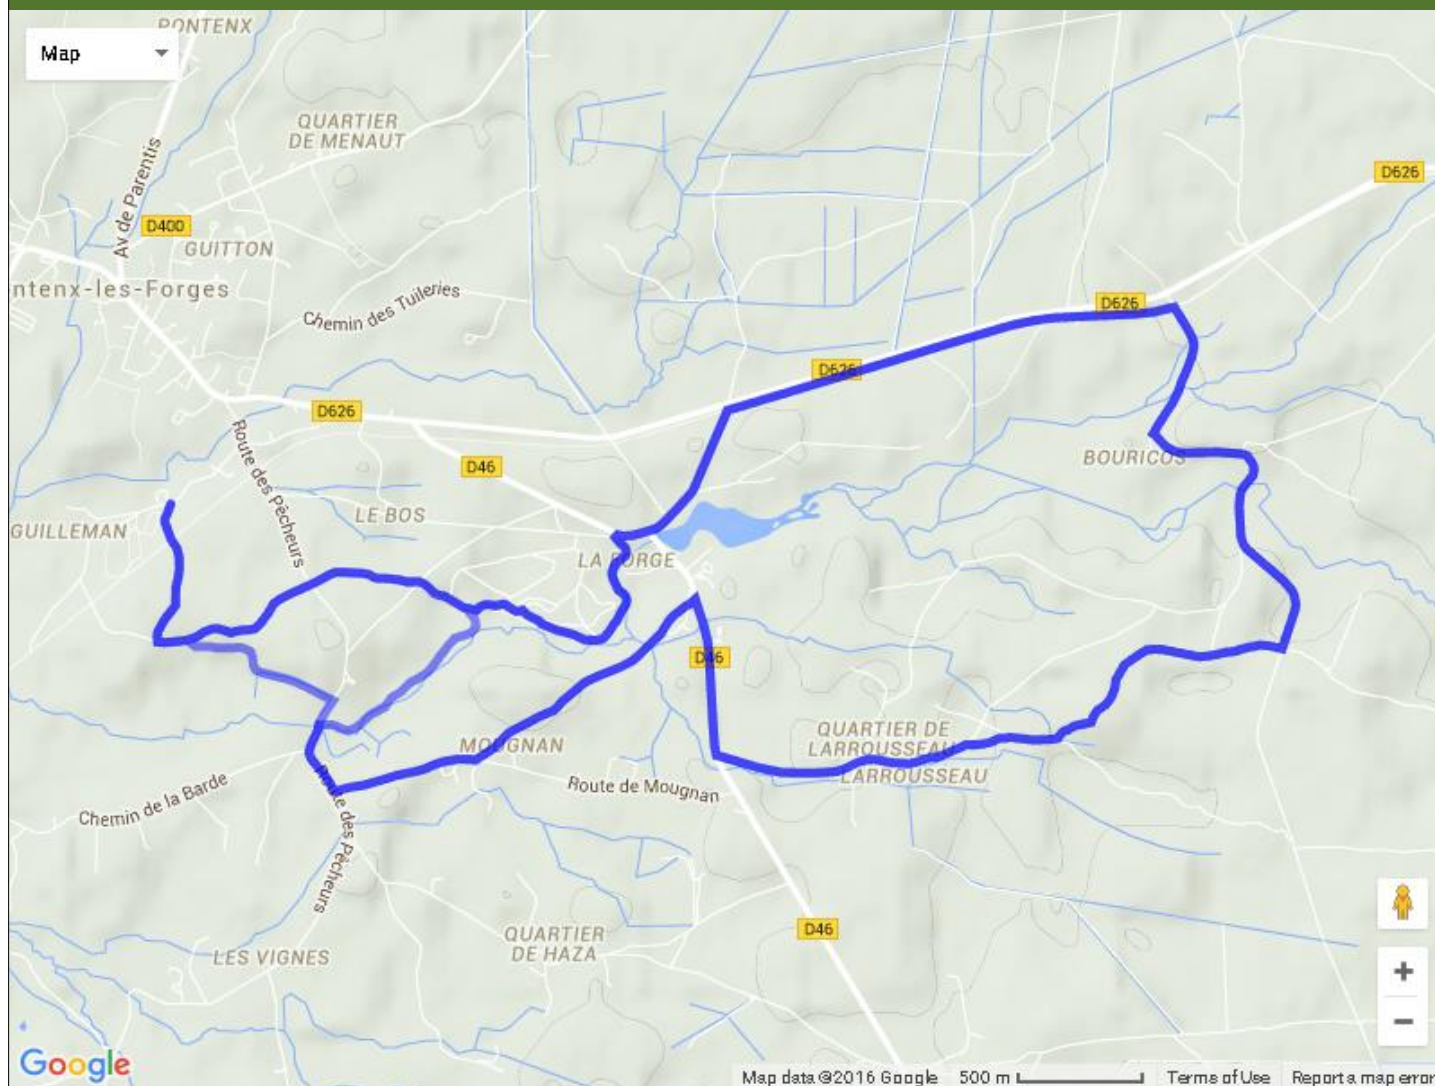 PONTENX
Map
QUARTIER
DE MENAUT
Av de Parentis
D626
D400
GUITTON
ntenx-les-Forges
Chemin des Tuileries
D626
D626
D626
Route des Pêcheurs
D46
BOURICOS
LE BOS
GUILLEMAN
LA FORGE
D46
QUARTIER DE
LARROUSSEAU
MOUGNAN
LARROUSSEAU
Route de Mougnan
Chemin de la Barde
Route des Pêcheurs
D46
QUARTIER
DE HAZA
LES VIGNES
+
−
Google
Map data ©2016 Google 500 m Terms of Use Report a map error